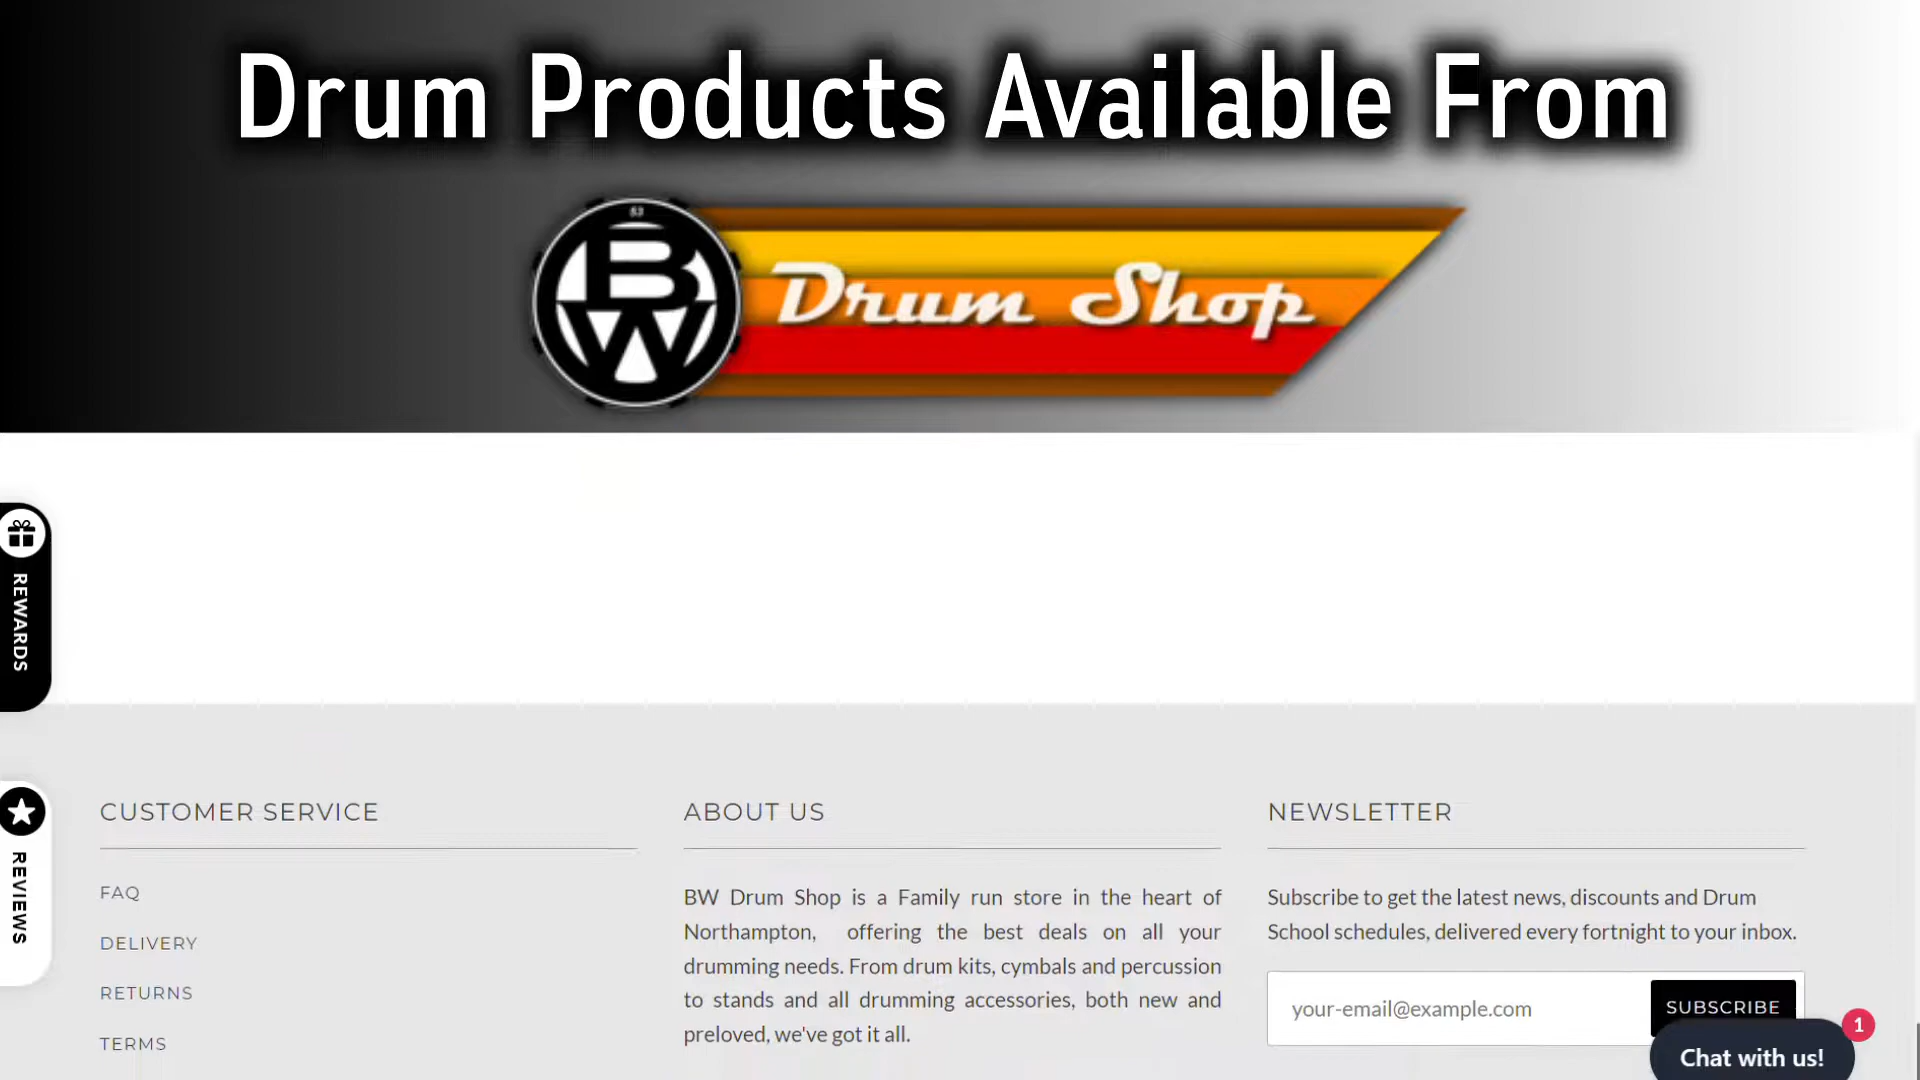 Drum Products Available From
53
BW
Drum Shop
REWARDS
REVIEWS
CUSTOMER SERVICE
FAQ
DELIVERY
RETURNS
TERMS
ABOUT US
BW Drum Shop is a Family run store in the heart of
Northampton, offering the best deals on all your
drumming needs. From drum kits, cymbals and percussion
to stands and all drumming accessories, both new and
preloved, we've got it all.
NEWSLETTER
Subscribe to get the latest news, discounts and Drum
School schedules, delivered every fortnight to your inbox.
your-email@example.com
SUBSCRIBE
1
Chat with us!